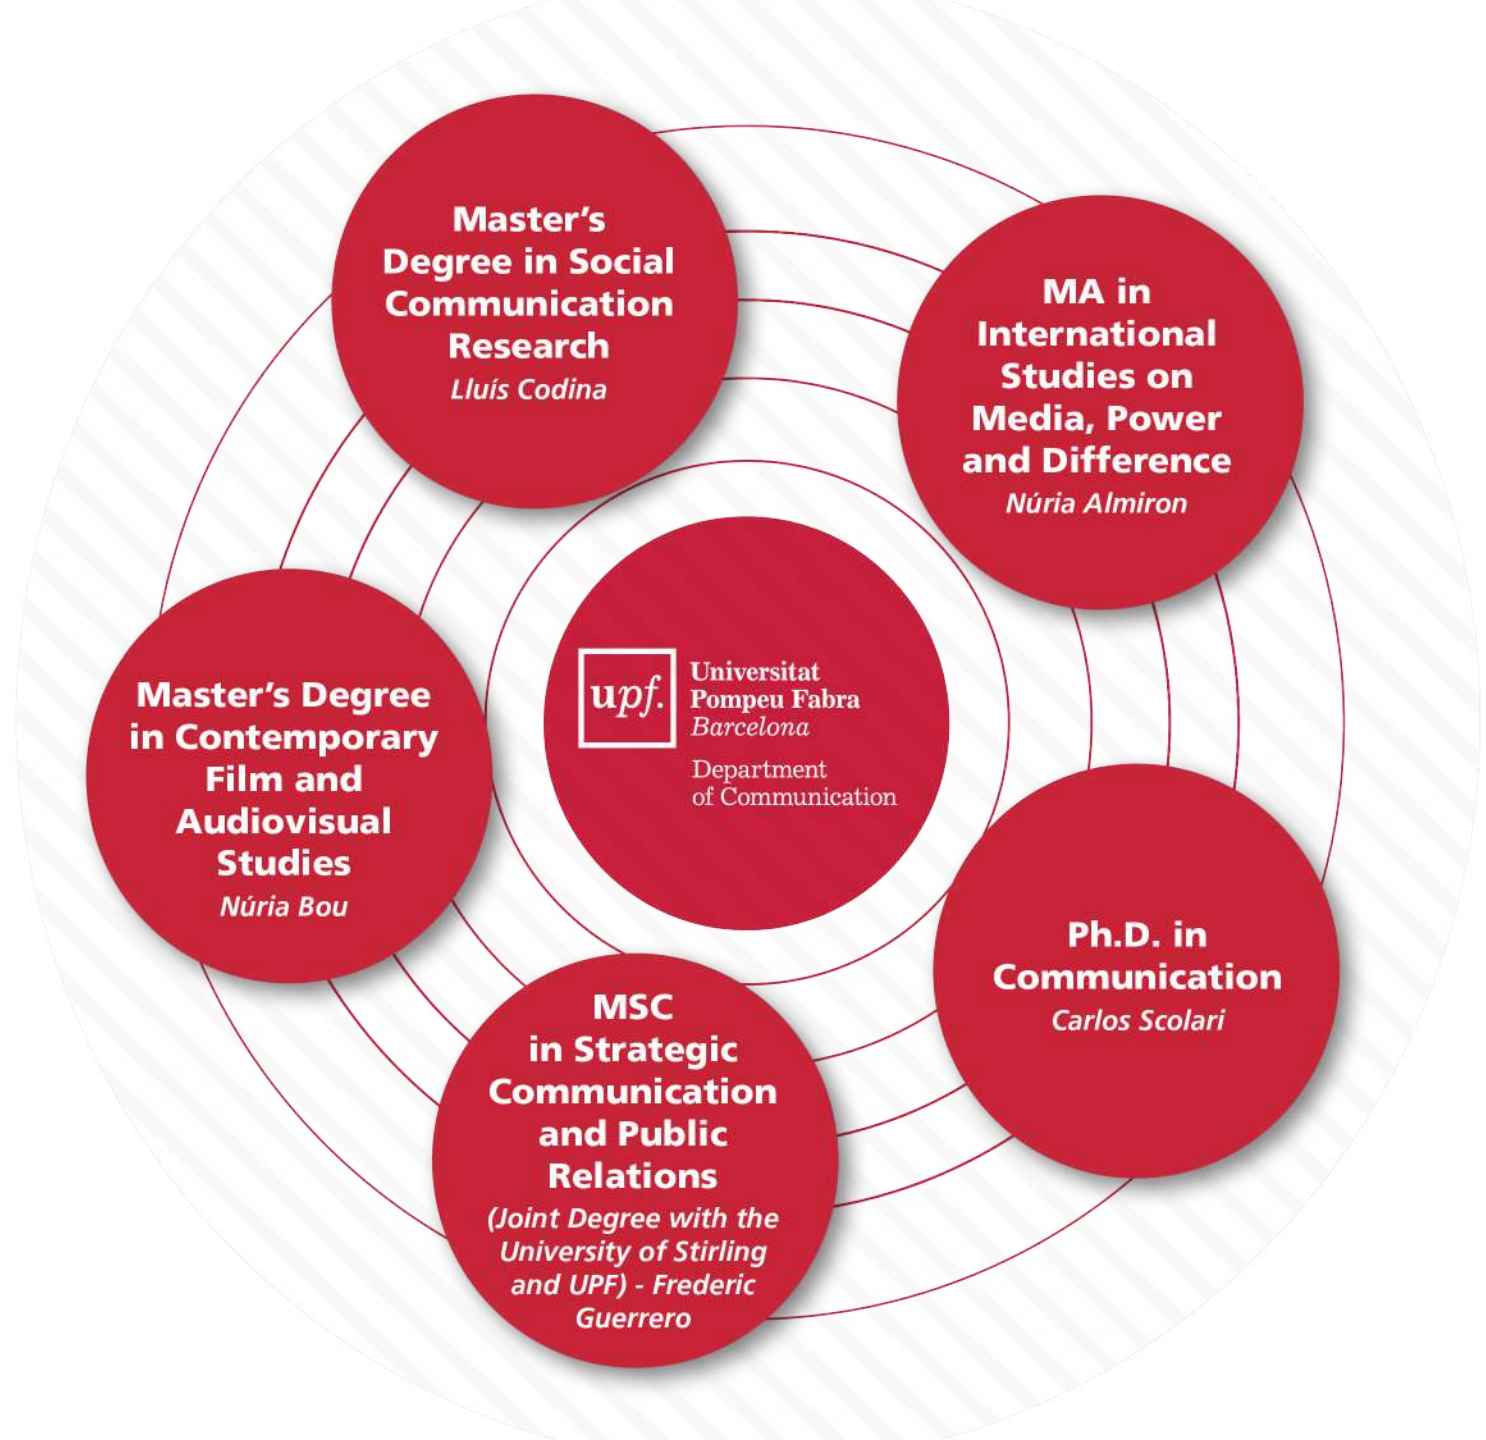 Master’s
Degree in Social
Communication
Research
Lluís Codina
MA in
International
Studies on
Media, Power
and Difference
Núria Almiron
upf.
Universitat
Pompeu Fabra
Barcelona
Department
of Communication
Master’s Degree
in Contemporary
Film and
Audiovisual
Studies
Núria Bou
Ph.D. in
Communication
Carlos Scolari
MSC
in Strategic
Communication
and Public
Relations
(Joint Degree with the
University of Stirling
and UPF) - Frederic
Guerrero